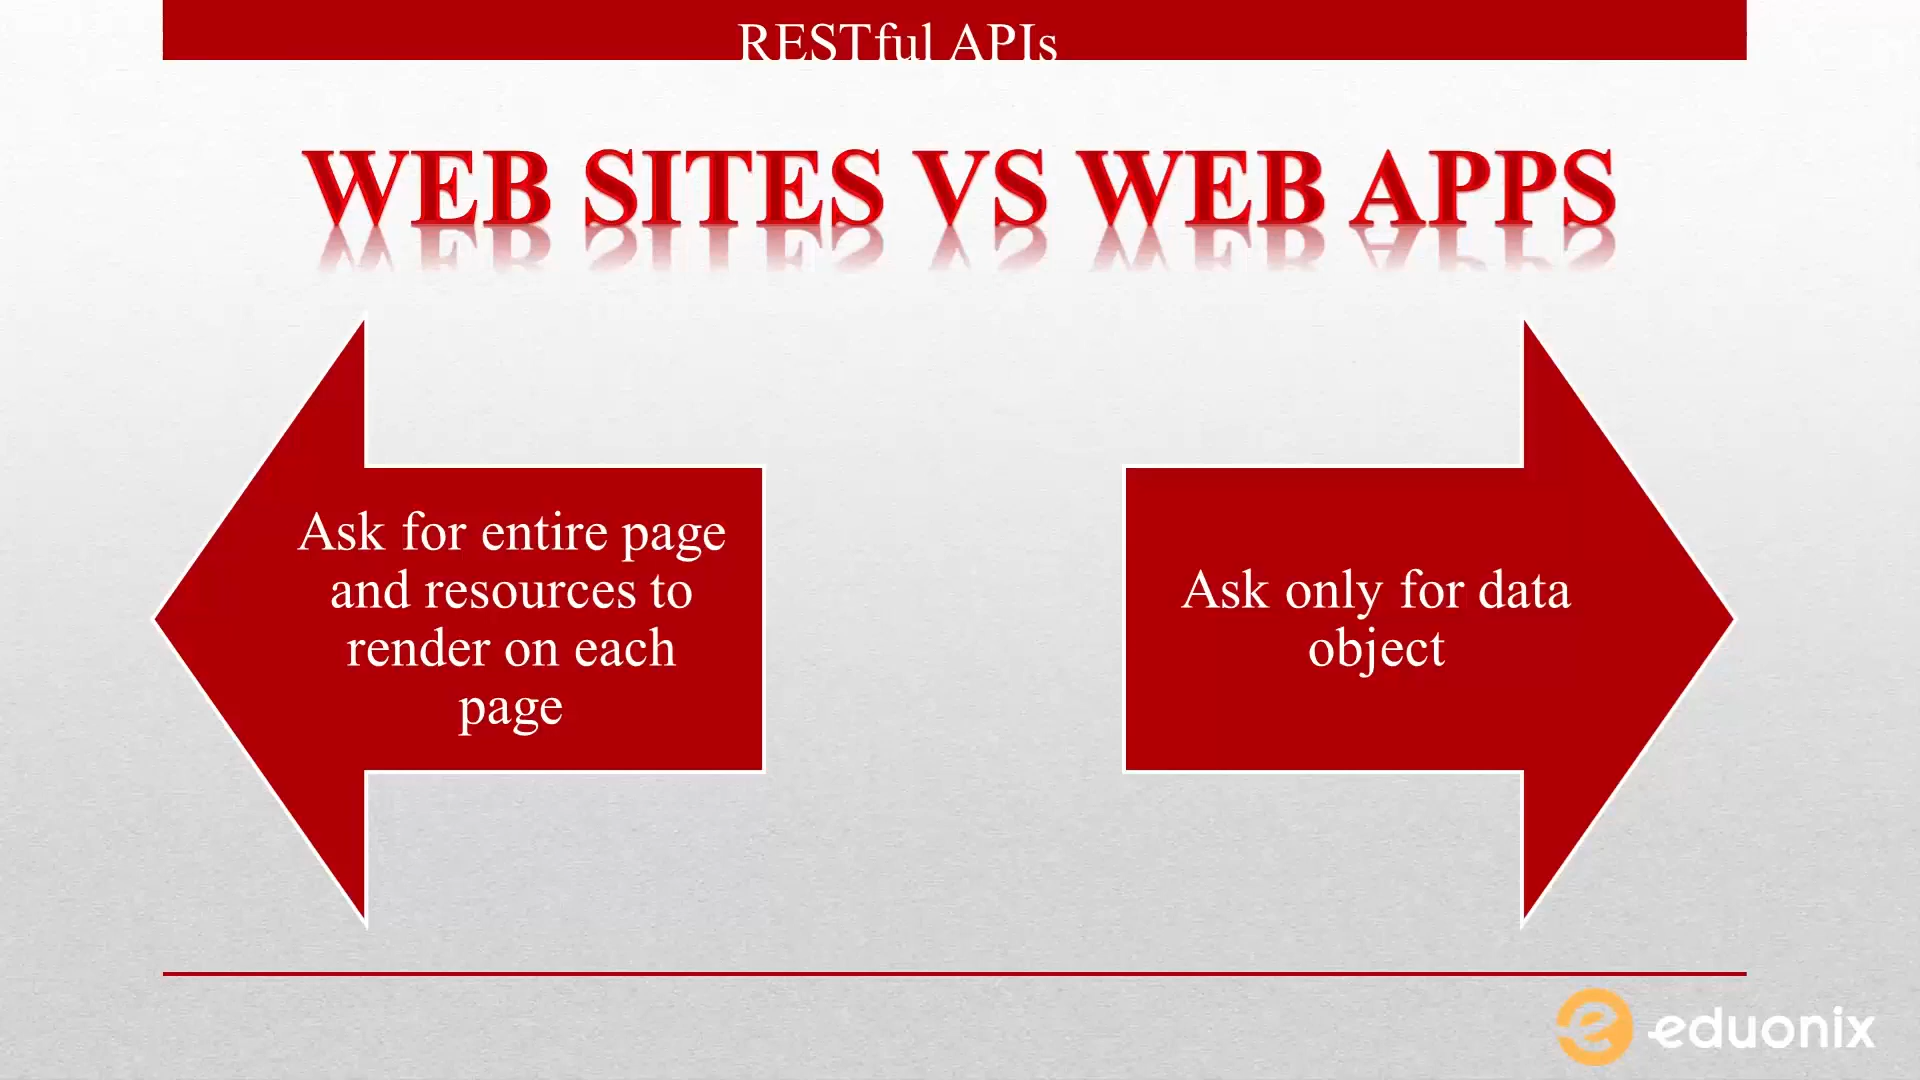 RESTful APIs
WEB SITES VS WEB APPS
Ask for entire page
and resources to
render on each
page
Ask only for data
object
eduonix